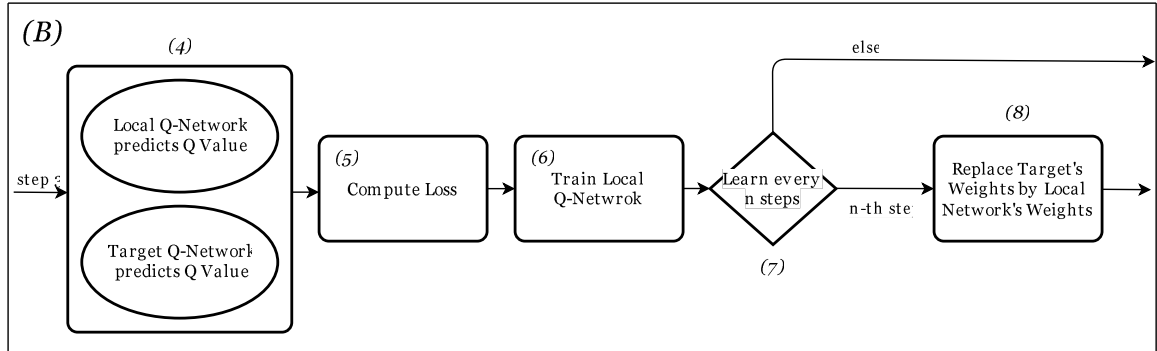 (B)
(4)
Local Q-Network
predicts Q Value
Target Q-Network
predicts Q Value
step
(5)
Compute Loss
(6)
Train Local
Q-Netwrok
Learn every
n steps
(7)
else
n-th step
(8)
Replace Target's
Weights by Local
Network's Weights